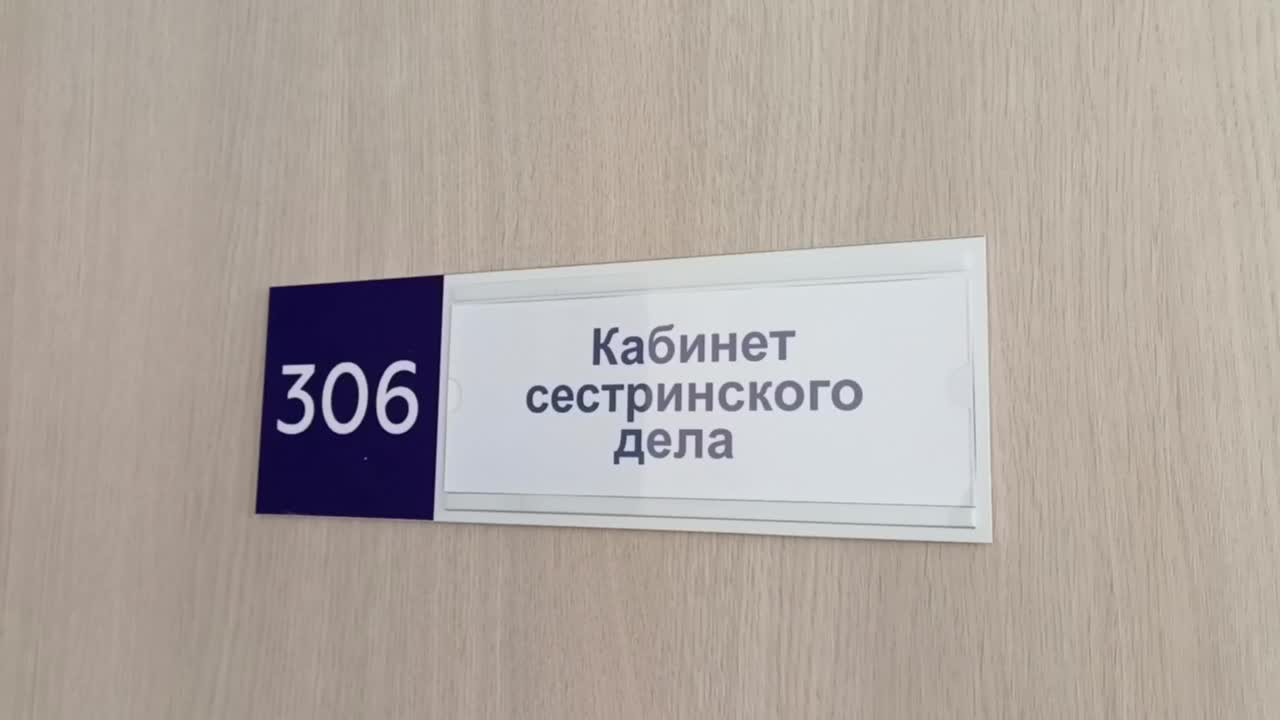 306
Кабинет
сестринского
дела